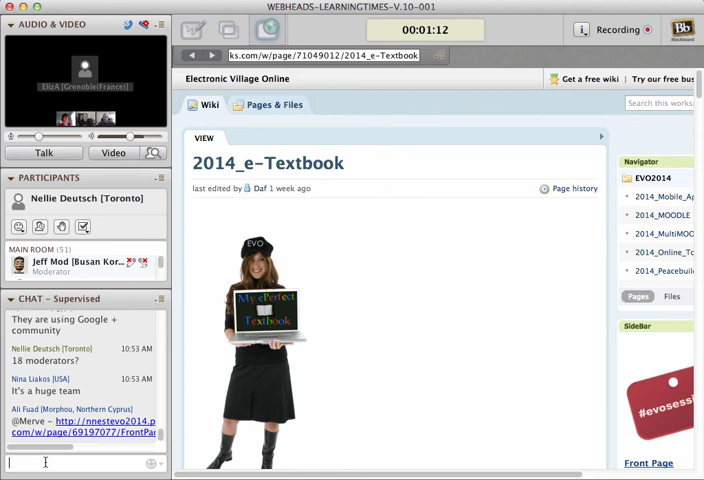 WEBHEADS-LEARNINGTIMES-V.10-001
AUDIO & VIDEO
ElizA [Grenoble(France)]
Talk
Video
PARTICIPANTS
Nellie Deutsch [Toronto]
MAIN ROOM (51)
Jeff Mod [Busan Kor...
Moderator
CHAT – Supervised
They are using Google +
community
Nellie Deutsch [Toronto] 10:53 AM
18 moderators?
Nina Liakos [USA] 10:53 AM
It's a huge team
Ali Fuad [Morphou, Northern Cyprus]
@Merve - http://nnestevo2014.p
com/w/page/69197077/FrontPa
00:01:12
Recording
Bb
ks.com/w/page/71049012/2014_e-Textbook
Electronic Village Online
Get a free wiki | Try our free bus
Wiki
Pages & Files
Search this works
VIEW
2014_e-Textbook
last edited by Daf 1 week ago
Page history
EVO
My ePerfect
Textbook
Navigator
EVO2014
2014_Mobile_Ap
2014_MOODLE
2014_MultiMOO
2014_Online_To
2014_Peacebuil
Pages
Files
SideBar
#evosessi
Front Page